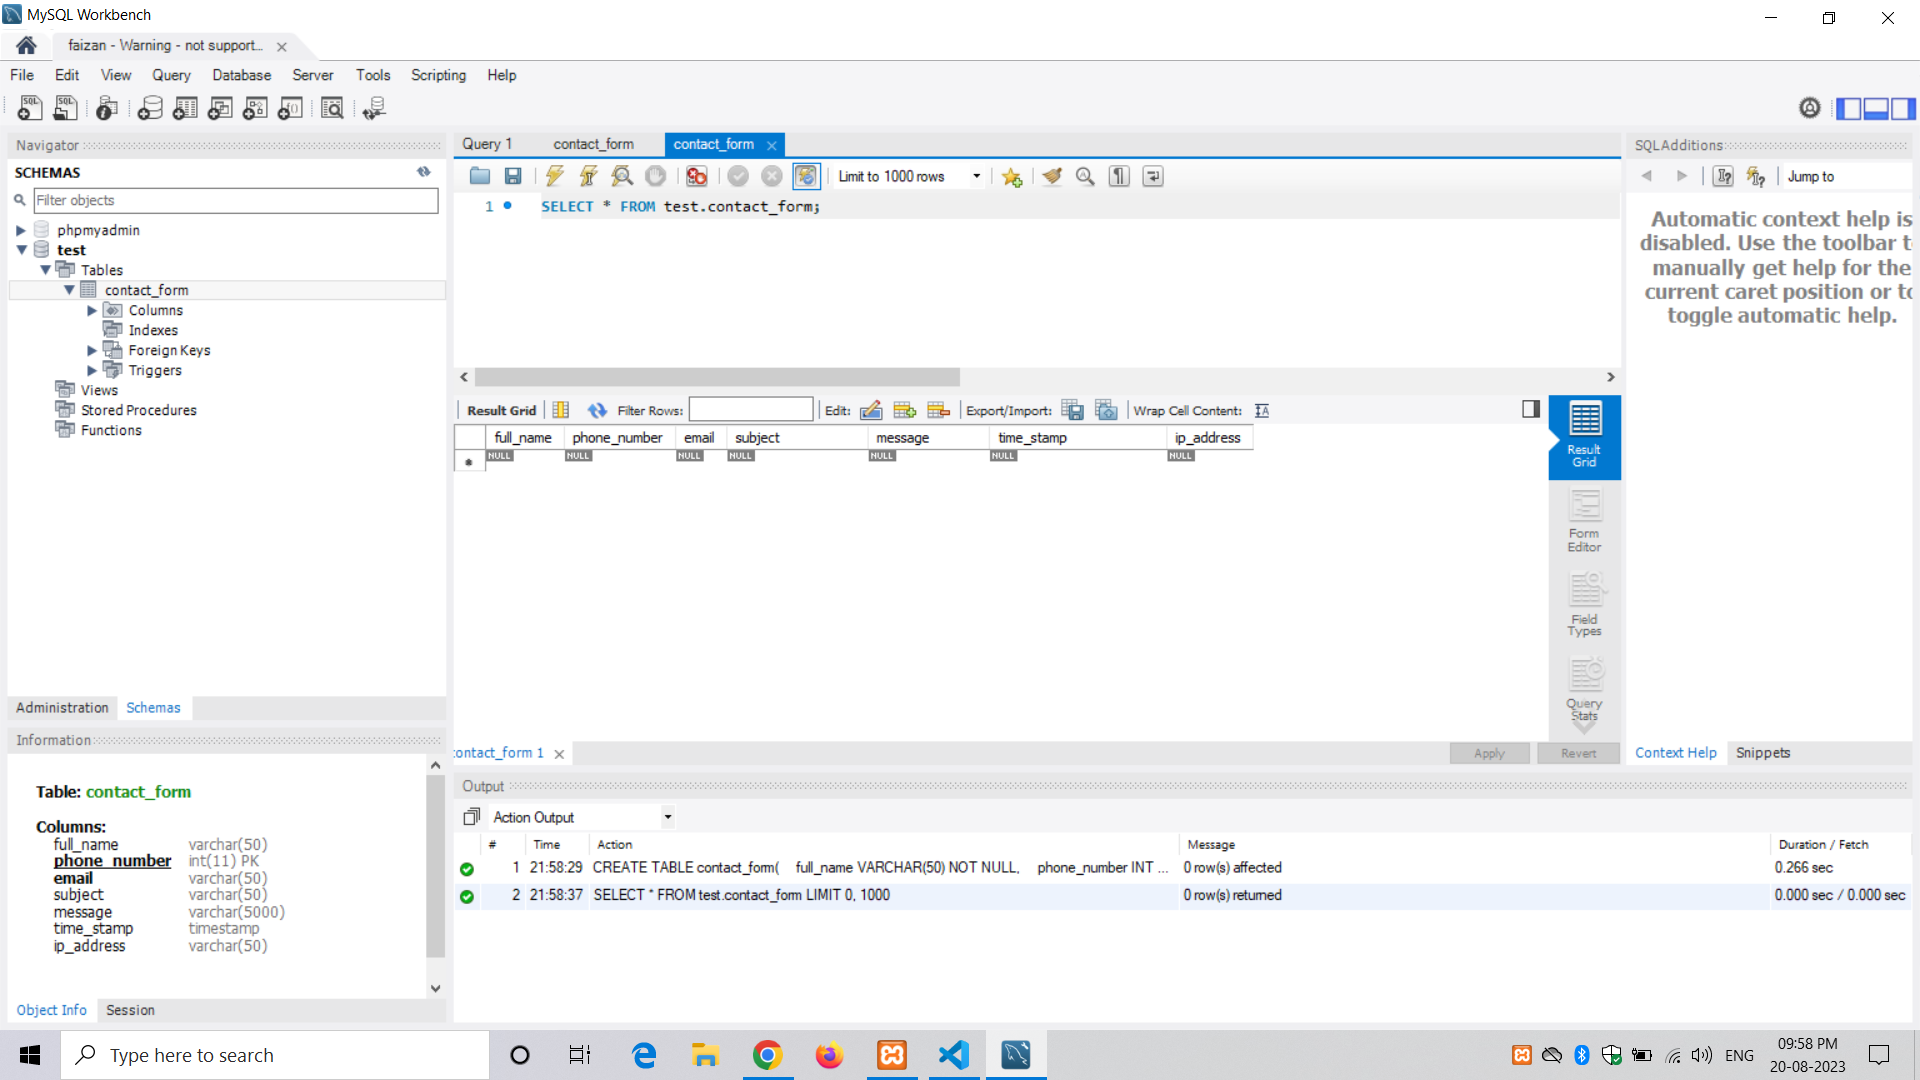 MySQL Workbench
faizan - Warning - not support...
File Edit View Query Database Server Tools Scripting Help
Navigator
SCHEMAS
Filter objects
phpmyadmin
test
Tables
contact_form
Columns
Indexes
Foreign Keys
Triggers
Views
Stored Procedures
Functions
Administration Schemas
Information
Table: contact_form
Columns:
full_name varchar(50)
phone_number int(11) PK
email varchar(50)
subject varchar(50)
message varchar(5000)
time_stamp timestamp
ip_address varchar(50)
Object Info Session
Query 1 contact_form contact_form
Limit to 1000 rows
1 SELECT * FROM test.contact_form;
Result Grid Filter Rows: Edit: Export/Import: Wrap Cell Content:
full_name phone_number email subject message time_stamp ip_address
NULL NULL NULL NULL NULL NULL NULL
Result
Grid
Form
Editor
Field
Types
Query
Stats
contact_form 1
Apply Revert
SQLAdditions
Jump to
Automatic context help is
disabled. Use the toolbar to
manually get help for the
current caret position or to
toggle automatic help.
Context Help Snippets
Output
Action Output
# Time Action Message Duration / Fetch
1 21:58:29 CREATE TABLE contact_form( full_name VARCHAR(50) NOT NULL, phone_number INT ... 0 row(s) affected 0.266 sec
2 21:58:37 SELECT * FROM test.contact_form LIMIT 0, 1000 0 row(s) returned 0.000 sec / 0.000 sec
Type here to search
ENG
09:58 PM
20-08-2023